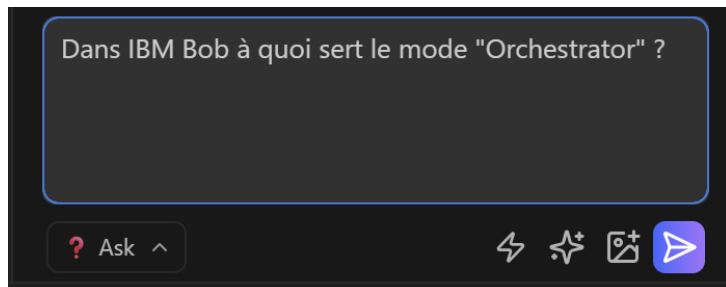 Dans IBM Bob à quoi sert le mode "Orchestrator" ?
❓ Ask